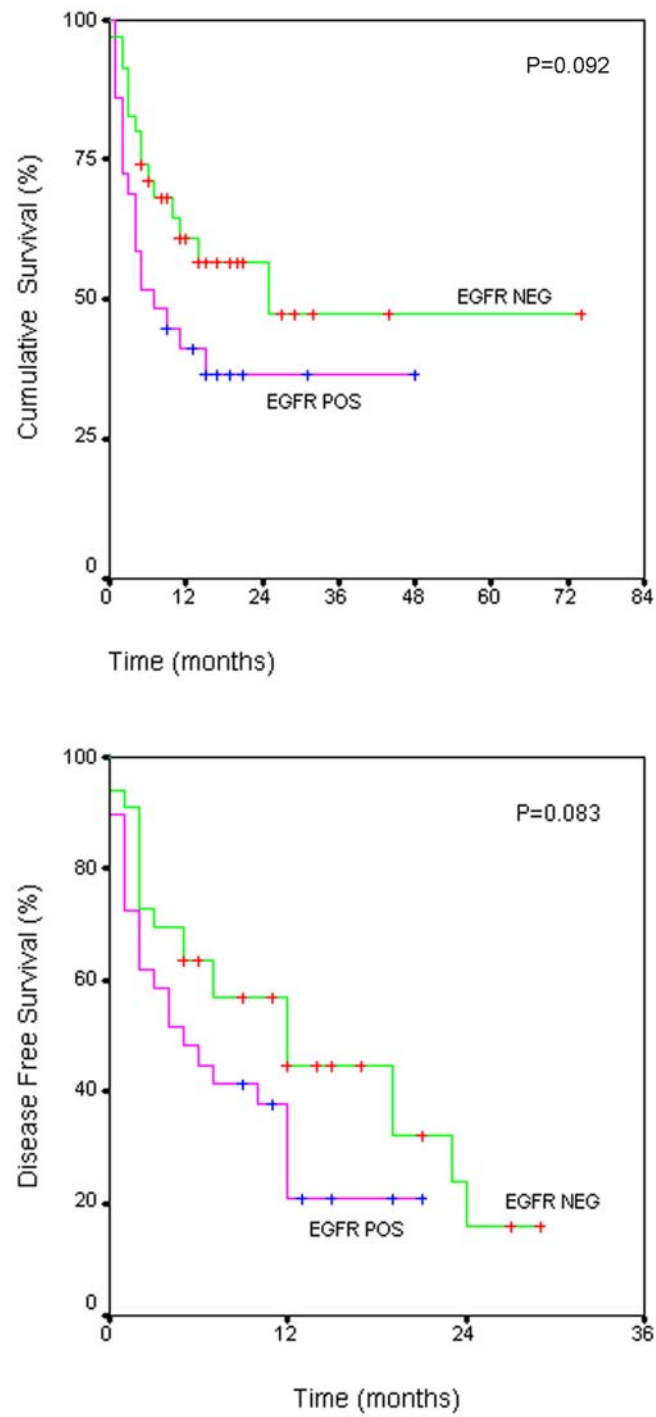 100
P=0.092
75
Cumulative Survival (%)
50
EGFR NEG
EGFR POS
25
0
0 12 24 36 48 60 72 84
Time (months)
100
P=0.083
80
Disease Free Survival (%)
60
40
20
EGFR NEG
EGFR POS
0
0 12 24 36
Time (months)